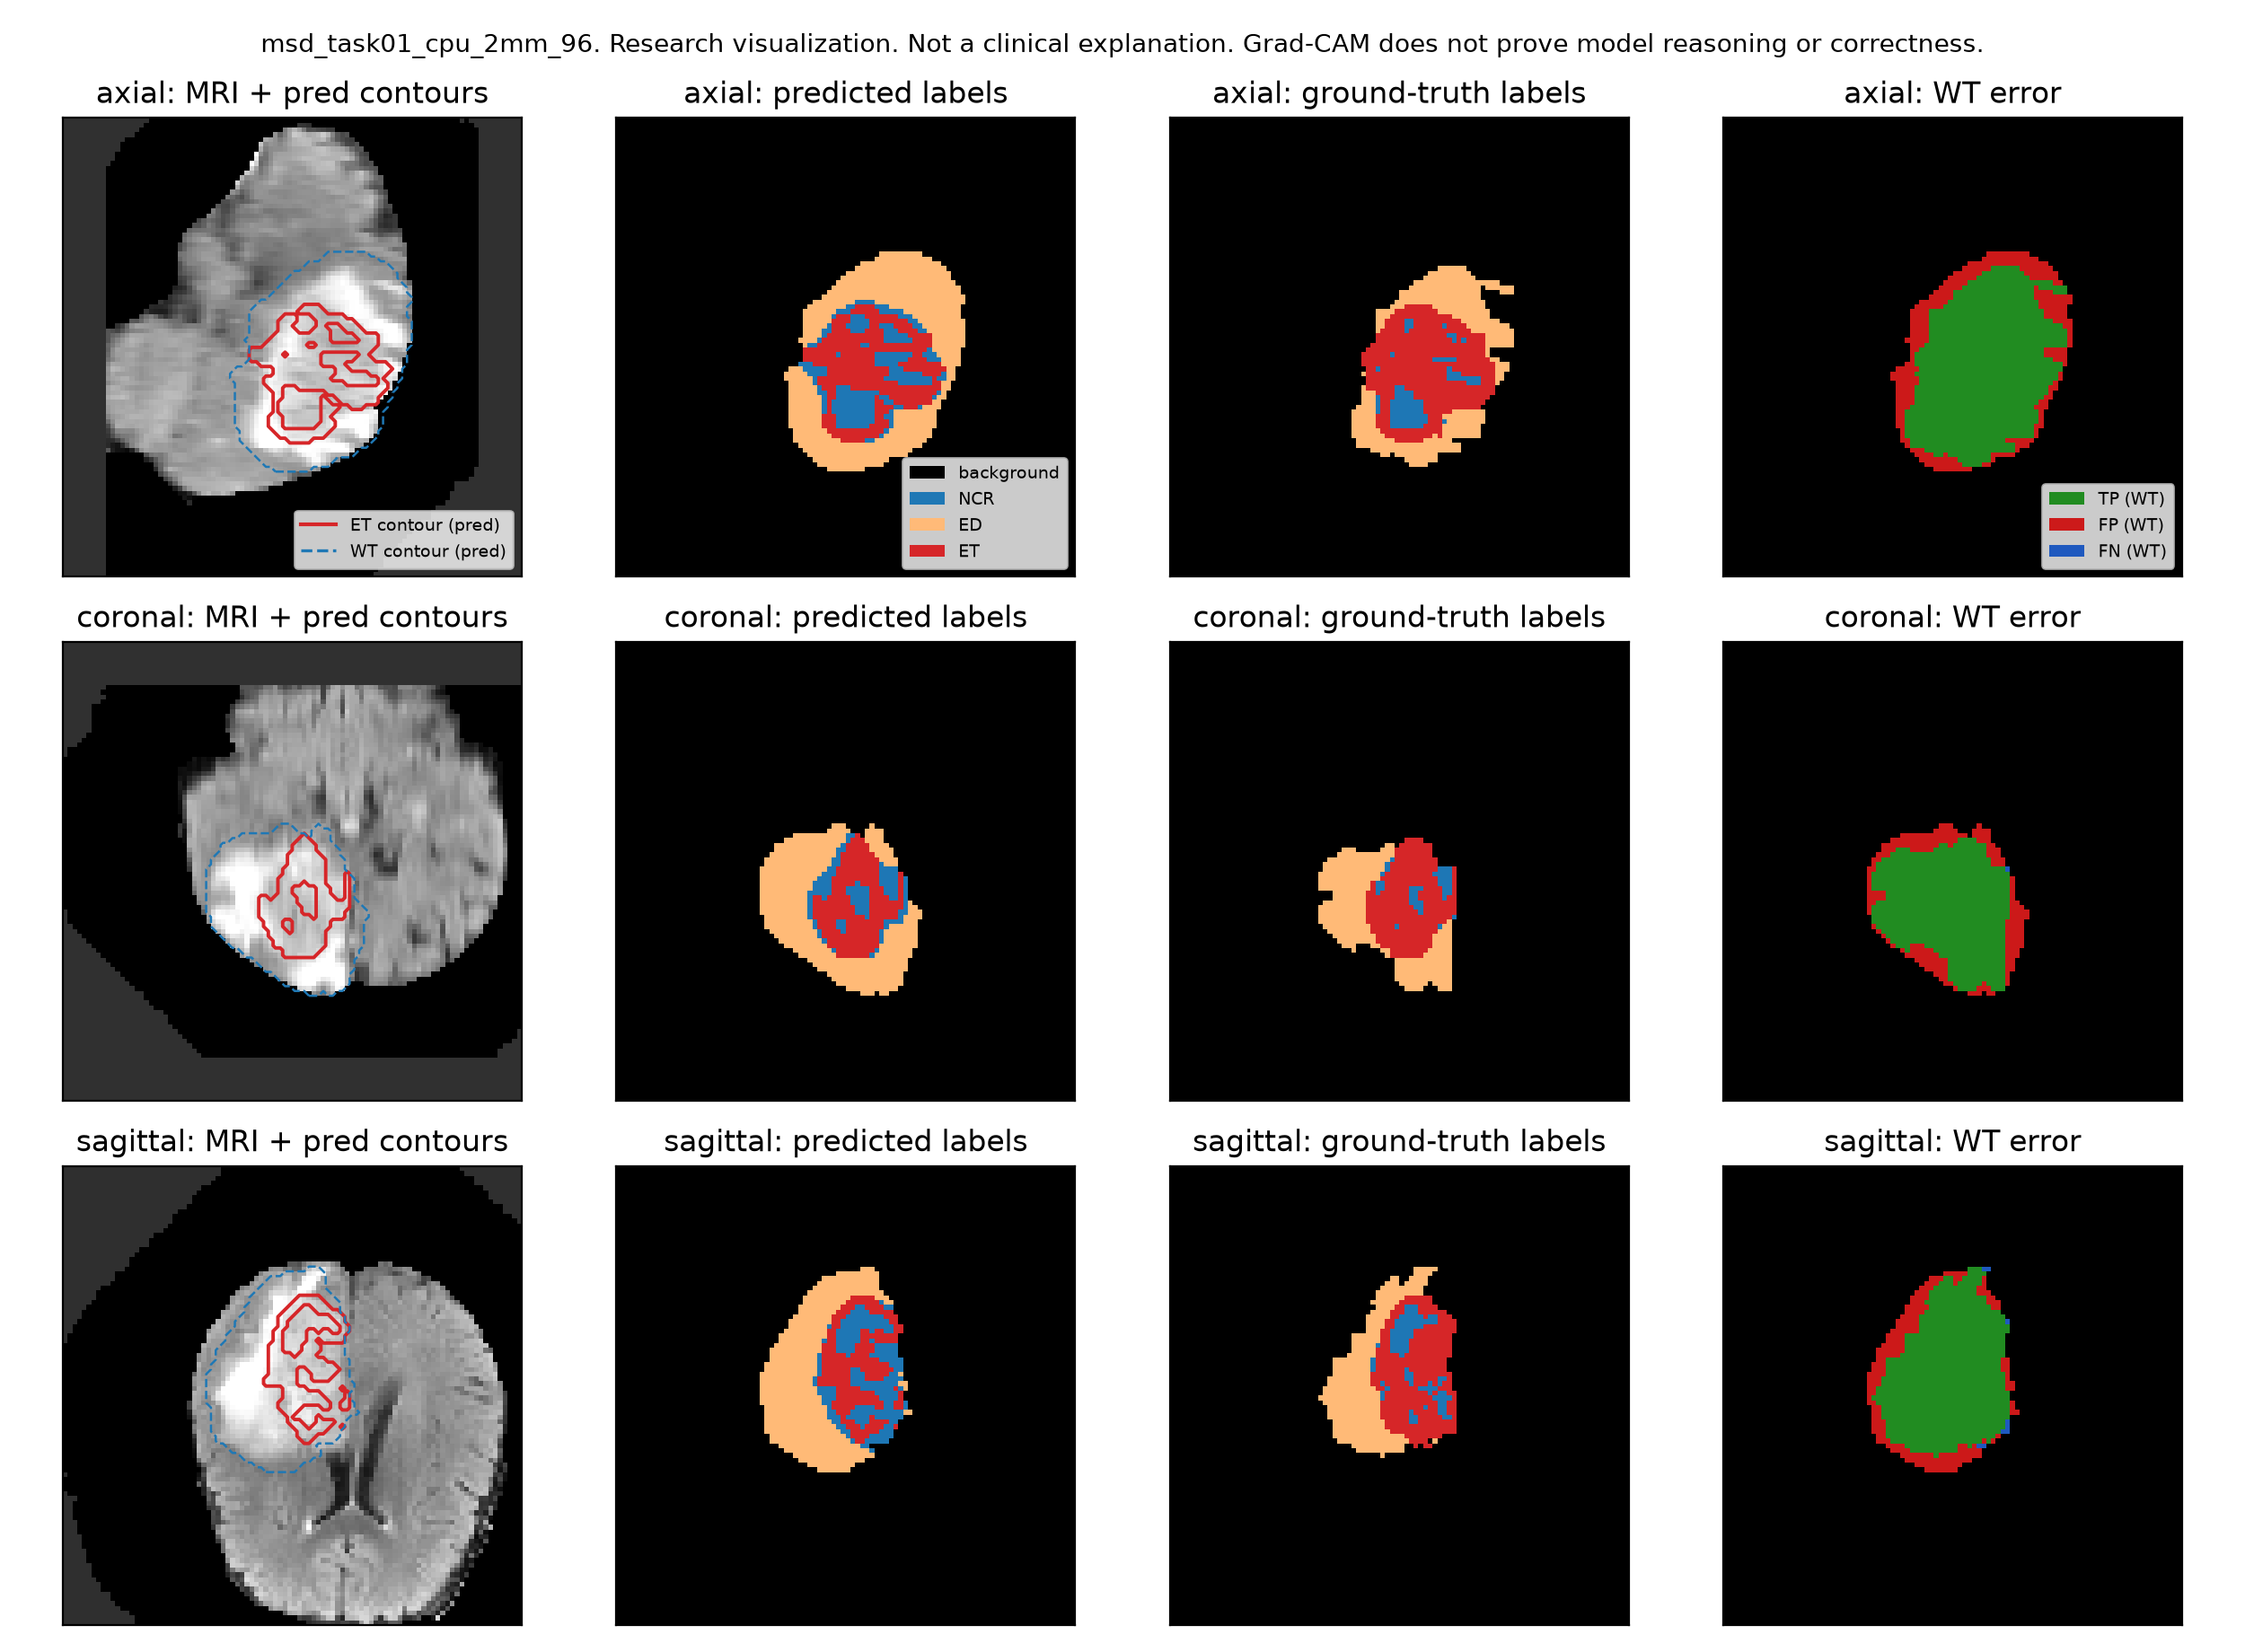 msd_task01_cpu_2mm_96. Research visualization. Not a clinical explanation. Grad-CAM does not prove model reasoning or correctness.
axial: MRI + pred contours
axial: predicted labels
axial: ground-truth labels
axial: WT error
ET contour (pred)
WT contour (pred)
background
NCR
ED
ET
TP (WT)
FP (WT)
FN (WT)
coronal: MRI + pred contours
coronal: predicted labels
coronal: ground-truth labels
coronal: WT error
sagittal: MRI + pred contours
sagittal: predicted labels
sagittal: ground-truth labels
sagittal: WT error